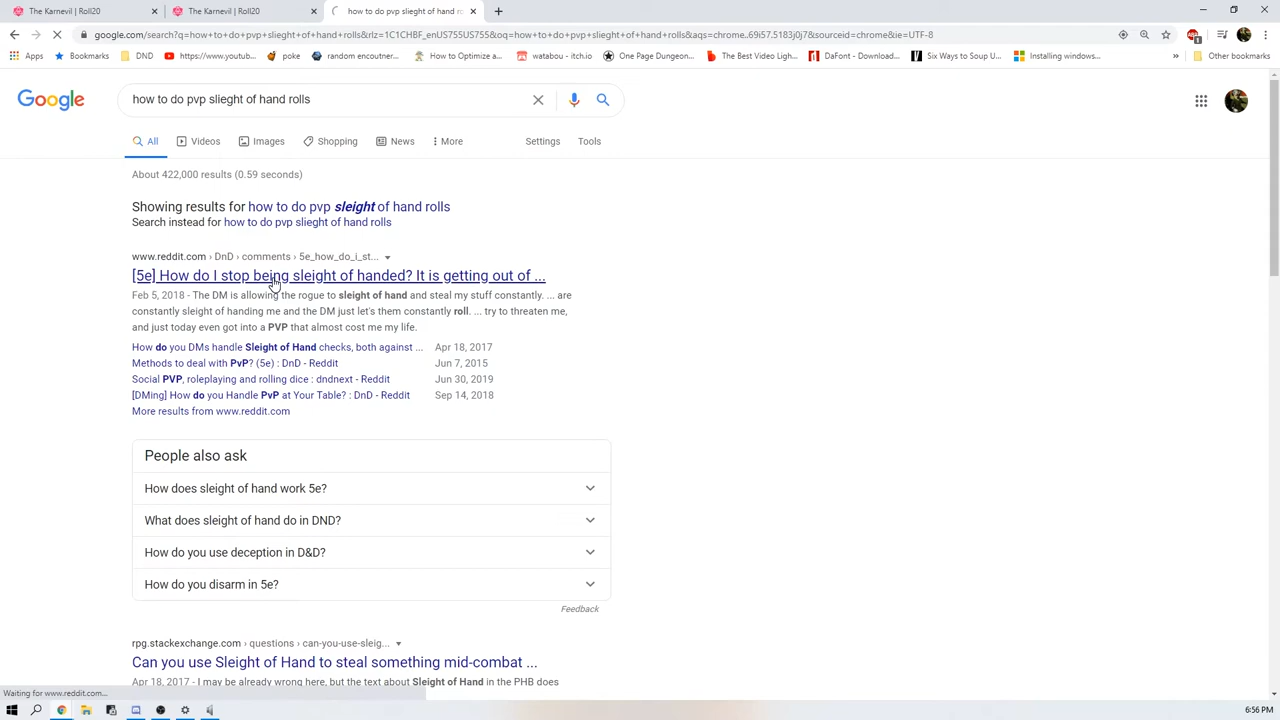 The Karnevil | Roll20
The Karnevil | Roll20
how to do pvp slieght of hand ro
google.com/search?q=how+to+do+pvp+slieght+of+hand+rolls&rlz=1C1CHBF_enUS755US755&oq=how+to+do+pvp+slieght+of+hand+rolls&aqs=chrome..69i57.5183j0j7&sourceid=chrome&ie=UTF-8
Apps
Bookmarks
DND
https://www.youtub...
poke
random encoutner...
How to Optimize a...
watabou - itch.io
One Page Dungeon...
The Best Video Ligh...
DaFont - Downloa...
Six Ways to Soup U...
Installing windows...
»
Other bookmarks
Google
how to do pvp slieght of hand rolls
All
Videos
Images
Shopping
News
More
Settings
Tools
About 422,000 results (0.59 seconds)
Showing results for how to do pvp sleight of hand rolls
Search instead for how to do pvp slieght of hand rolls
www.reddit.com › DnD › comments › 5e_how_do_i_st...
[5e] How do I stop being sleight of handed? It is getting out of ...
Feb 5, 2018 - The DM is allowing the rogue to sleight of hand and steal my stuff constantly. ... are
constantly sleight of handing me and the DM just let's them constantly roll. ... try to threaten me,
and just today even got into a PVP that almost cost me my life.
How do you DMs handle Sleight of Hand checks, both against ... Apr 18, 2017
Methods to deal with PvP? (5e) : DnD - Reddit Jun 7, 2015
Social PVP, roleplaying and rolling dice : dndnext - Reddit Jun 30, 2019
[DMing] How do you Handle PvP at Your Table? : DnD - Reddit Sep 14, 2018
More results from www.reddit.com
People also ask
How does sleight of hand work 5e?
What does sleight of hand do in DND?
How do you use deception in D&D?
How do you disarm in 5e?
Feedback
rpg.stackexchange.com › questions › can-you-use-sleig...
Can you use Sleight of Hand to steal something mid-combat ...
Apr 18, 2017 - I may be already wrong here, but the text about Sleight of Hand in the PHB does
Waiting for www.reddit.com...
6:56 PM